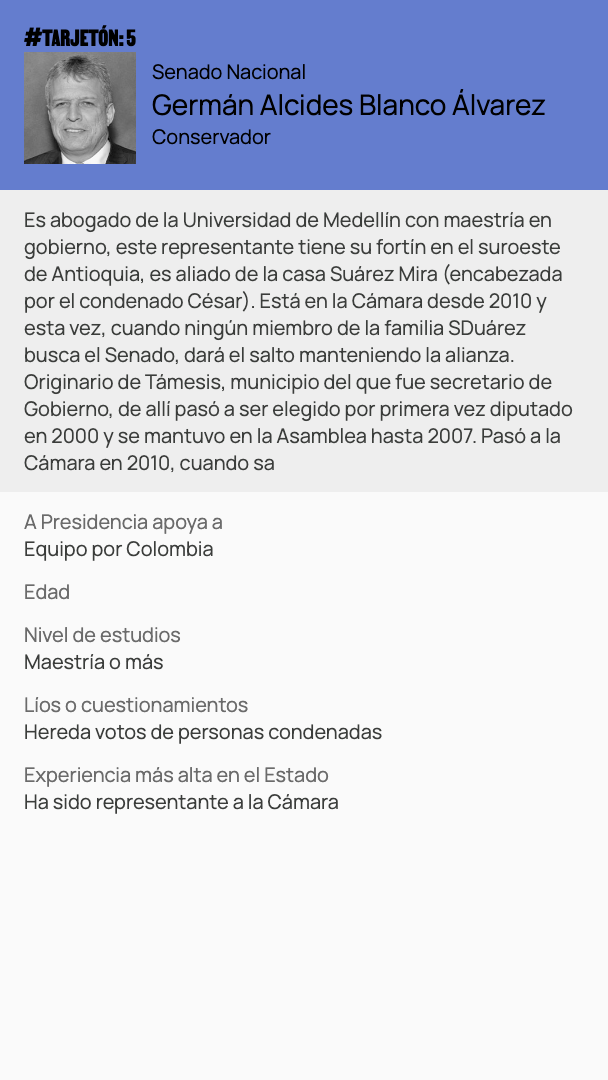 #TARJETÓN: 5
Senado Nacional
Germán Alcides Blanco Álvarez
Conservador
Es abogado de la Universidad de Medellín con maestría en
gobierno, este representante tiene su fortín en el suroeste
de Antioquia, es aliado de la casa Suárez Mira (encabezada
por el condenado César). Está en la Cámara desde 2010 y
esta vez, cuando ningún miembro de la familia SDuárez
busca el Senado, dará el salto manteniendo la alianza.
Originario de Támesis, municipio del que fue secretario de
Gobierno, de allí pasó a ser elegido por primera vez diputado
en 2000 y se mantuvo en la Asamblea hasta 2007. Pasó a la
Cámara en 2010, cuando sa
A Presidencia apoya a
Equipo por Colombia
Edad
Nivel de estudios
Maestría o más
Líos o cuestionamientos
Hereda votos de personas condenadas
Experiencia más alta en el Estado
Ha sido representante a la Cámara